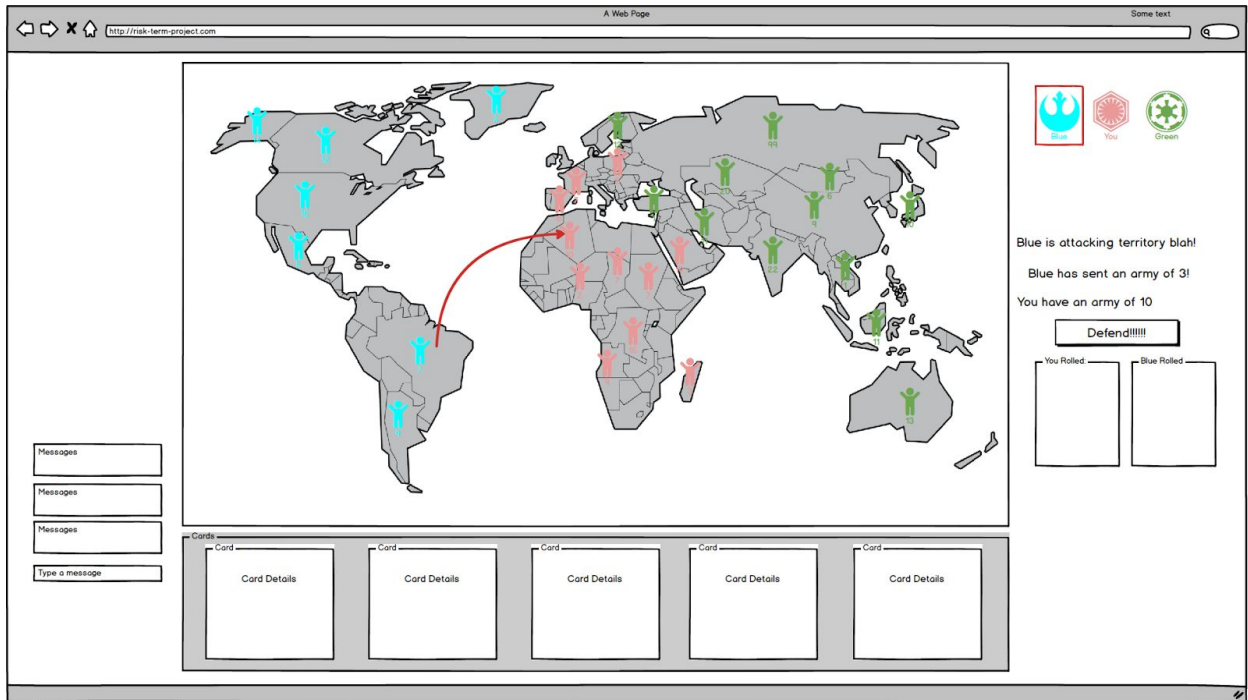 A Web Page
Some text
http://risk-term-project.com
Blue
You
Green
99
6
9
22
11
13
Blue is attacking territory blah!
Blue has sent an army of 3!
You have an army of 10
Defend!!!!!!
You Rolled:
Blue Rolled
Messages
Messages
Messages
Type a message
Cards
Card
Card
Card
Card
Card
Card Details
Card Details
Card Details
Card Details
Card Details